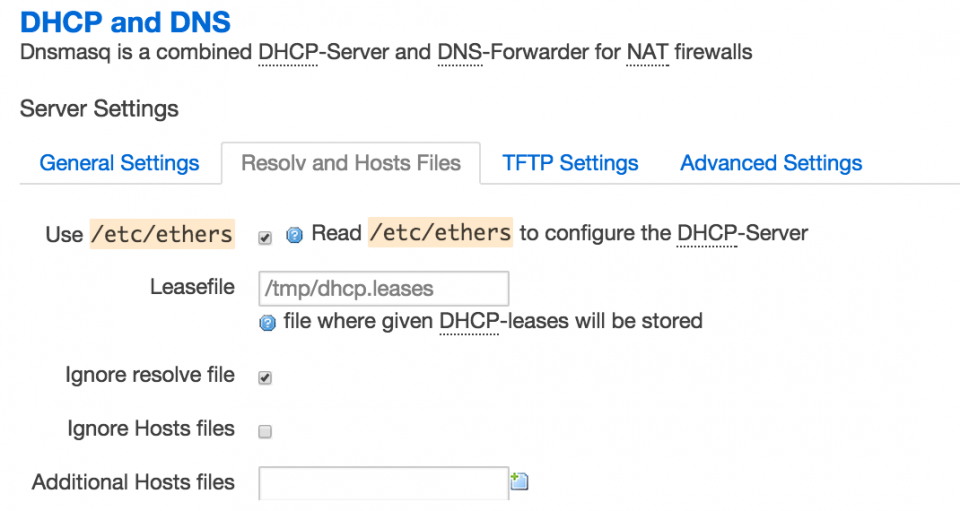 DHCP and DNS
Dnsmasq is a combined DHCP-Server and DNS-Forwarder for NAT firewalls
Server Settings
General Settings Resolv and Hosts Files TFTP Settings Advanced Settings
Use /etc/ethers Read /etc/ethers to configure the DHCP-Server
Leasefile /tmp/dhcp.leases
file where given DHCP-leases will be stored
Ignore resolve file
Ignore Hosts files
Additional Hosts files